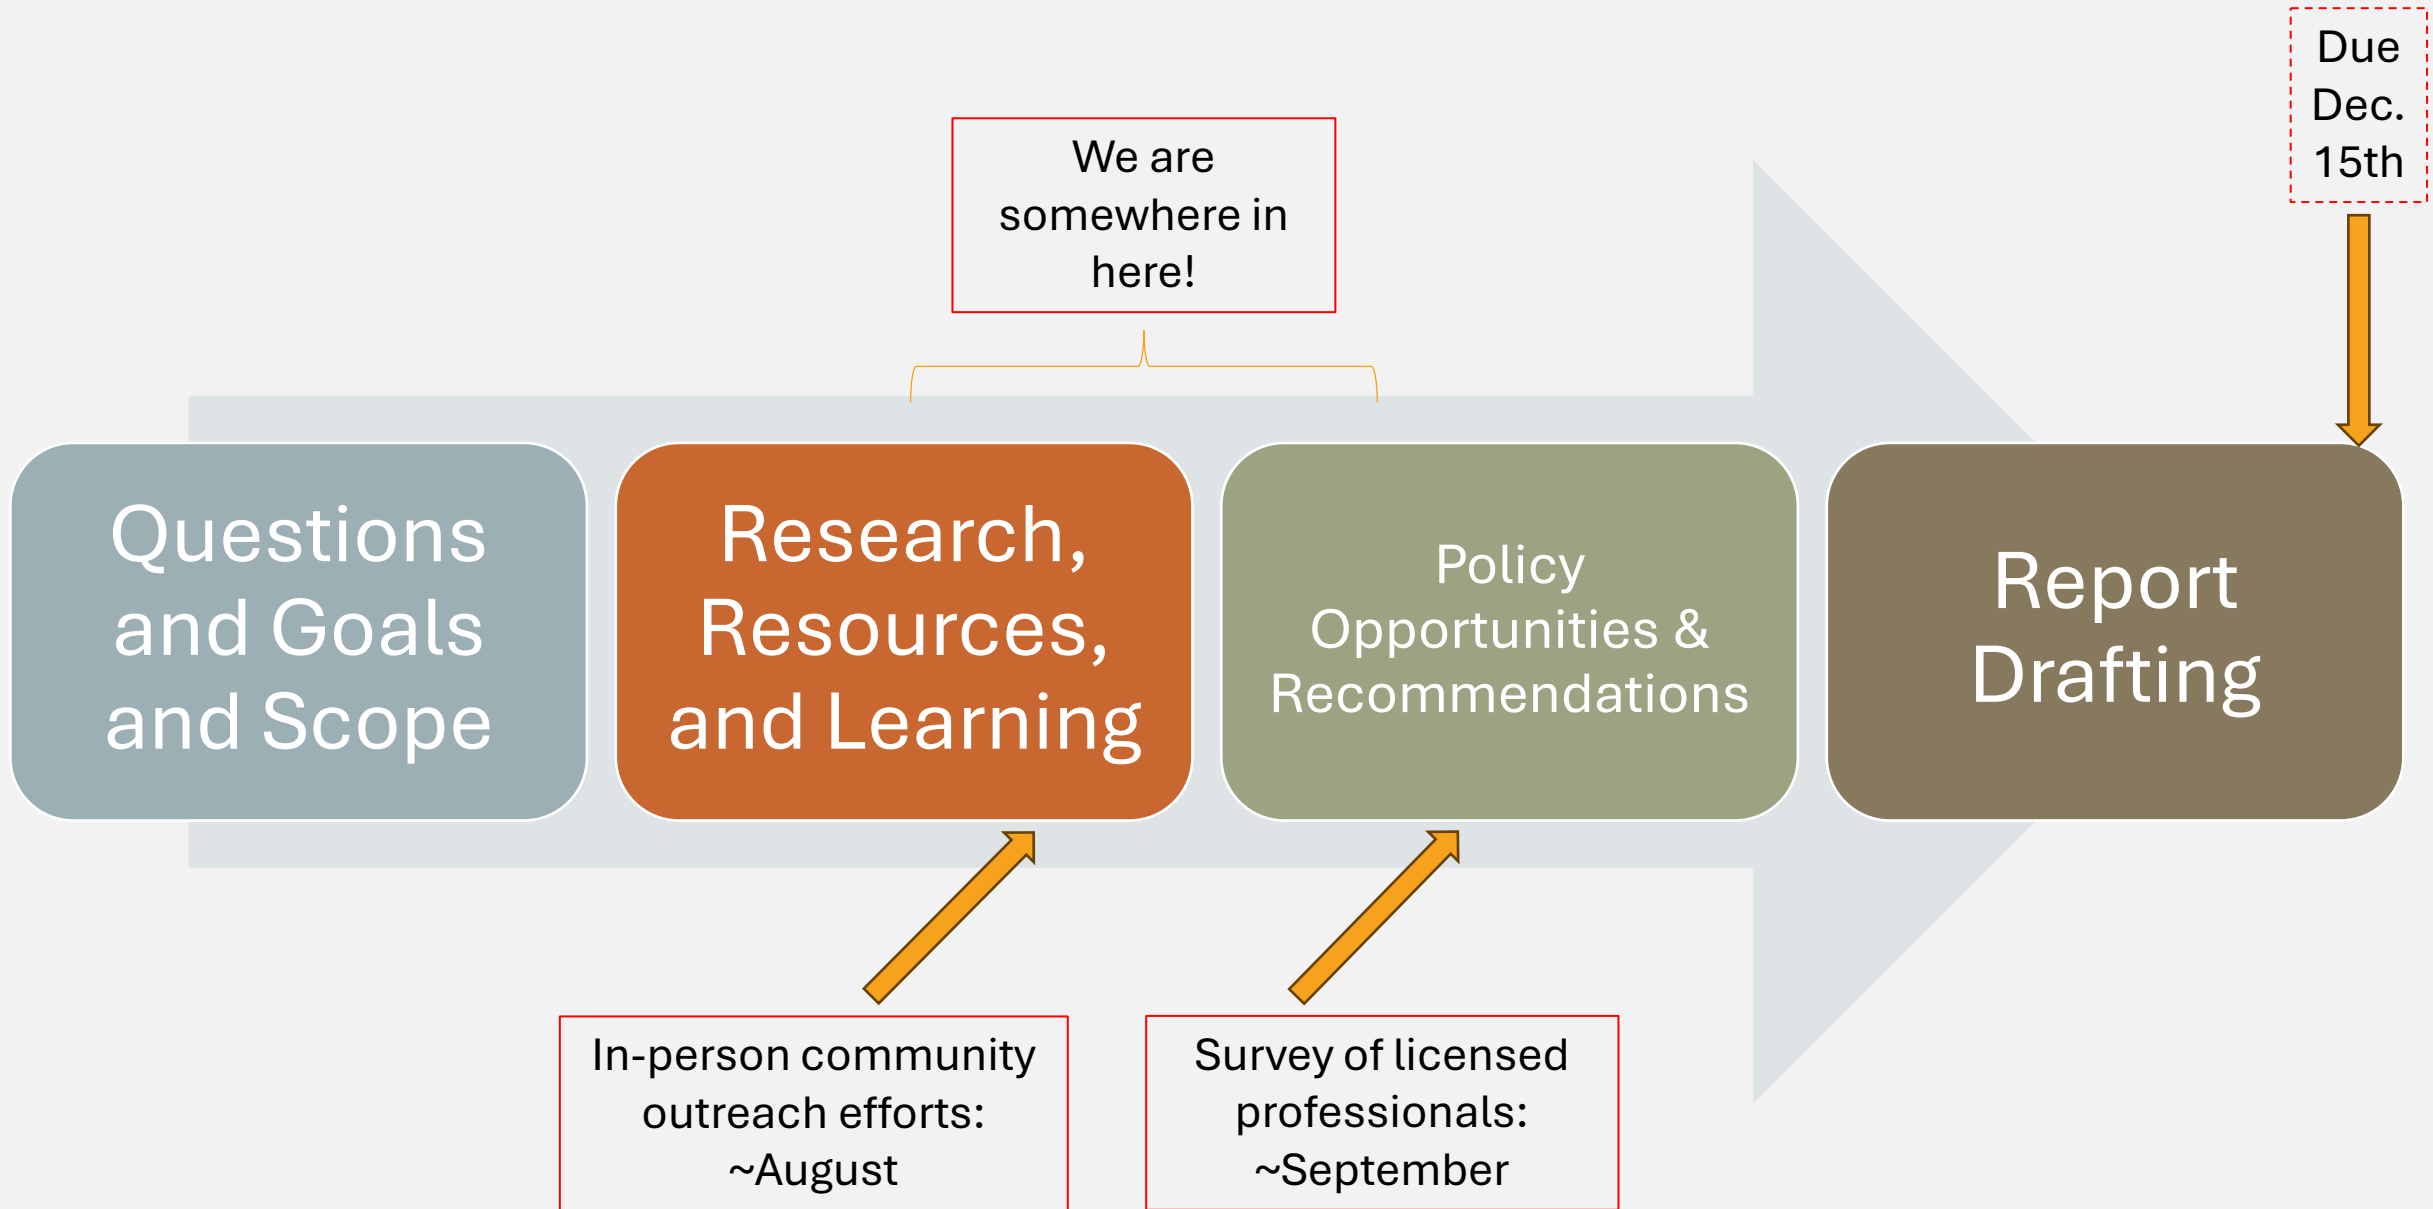 Due
Dec.
15th
We are
somewhere in
here!
Questions
and Goals
and Scope
Research,
Resources,
and Learning
Policy
Opportunities &
Recommendations
Report
Drafting
In-person community
outreach efforts:
~August
Survey of licensed
professionals:
~September